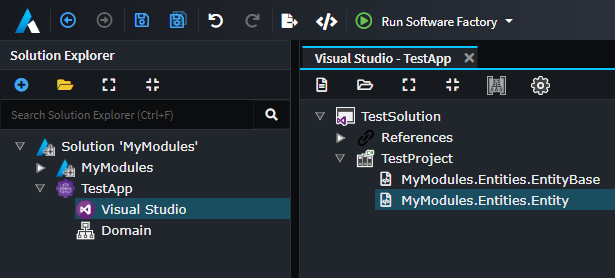 Run Software Factory
Solution Explorer
Search Solution Explorer (Ctrl+F)
Solution 'MyModules'
MyModules
TestApp
Visual Studio
Domain
Visual Studio - TestApp
TestSolution
References
TestProject
MyModules.Entities.EntityBase
MyModules.Entities.Entity